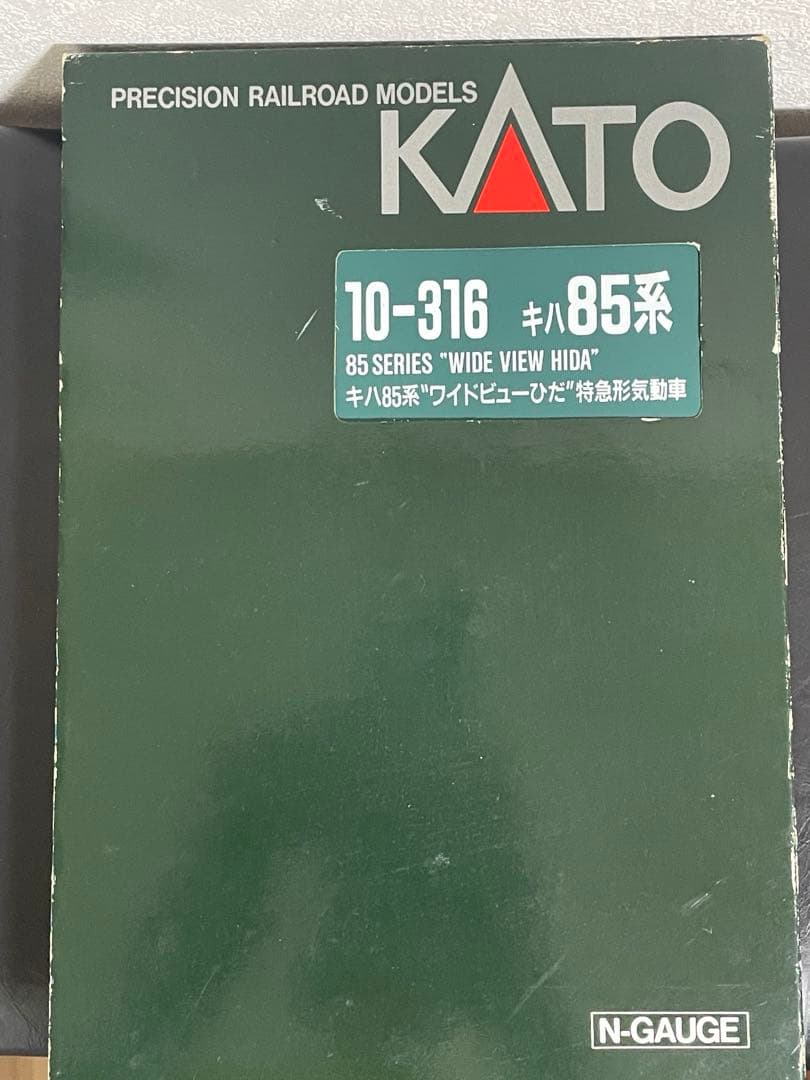 PRECISION RAILROAD MODELS
KATO
10-316 キハ85系
85 SERIES "WIDE VIEW HIDA"
キハ85系"ワイドビューひだ"特急形気動車
N-GAUGE